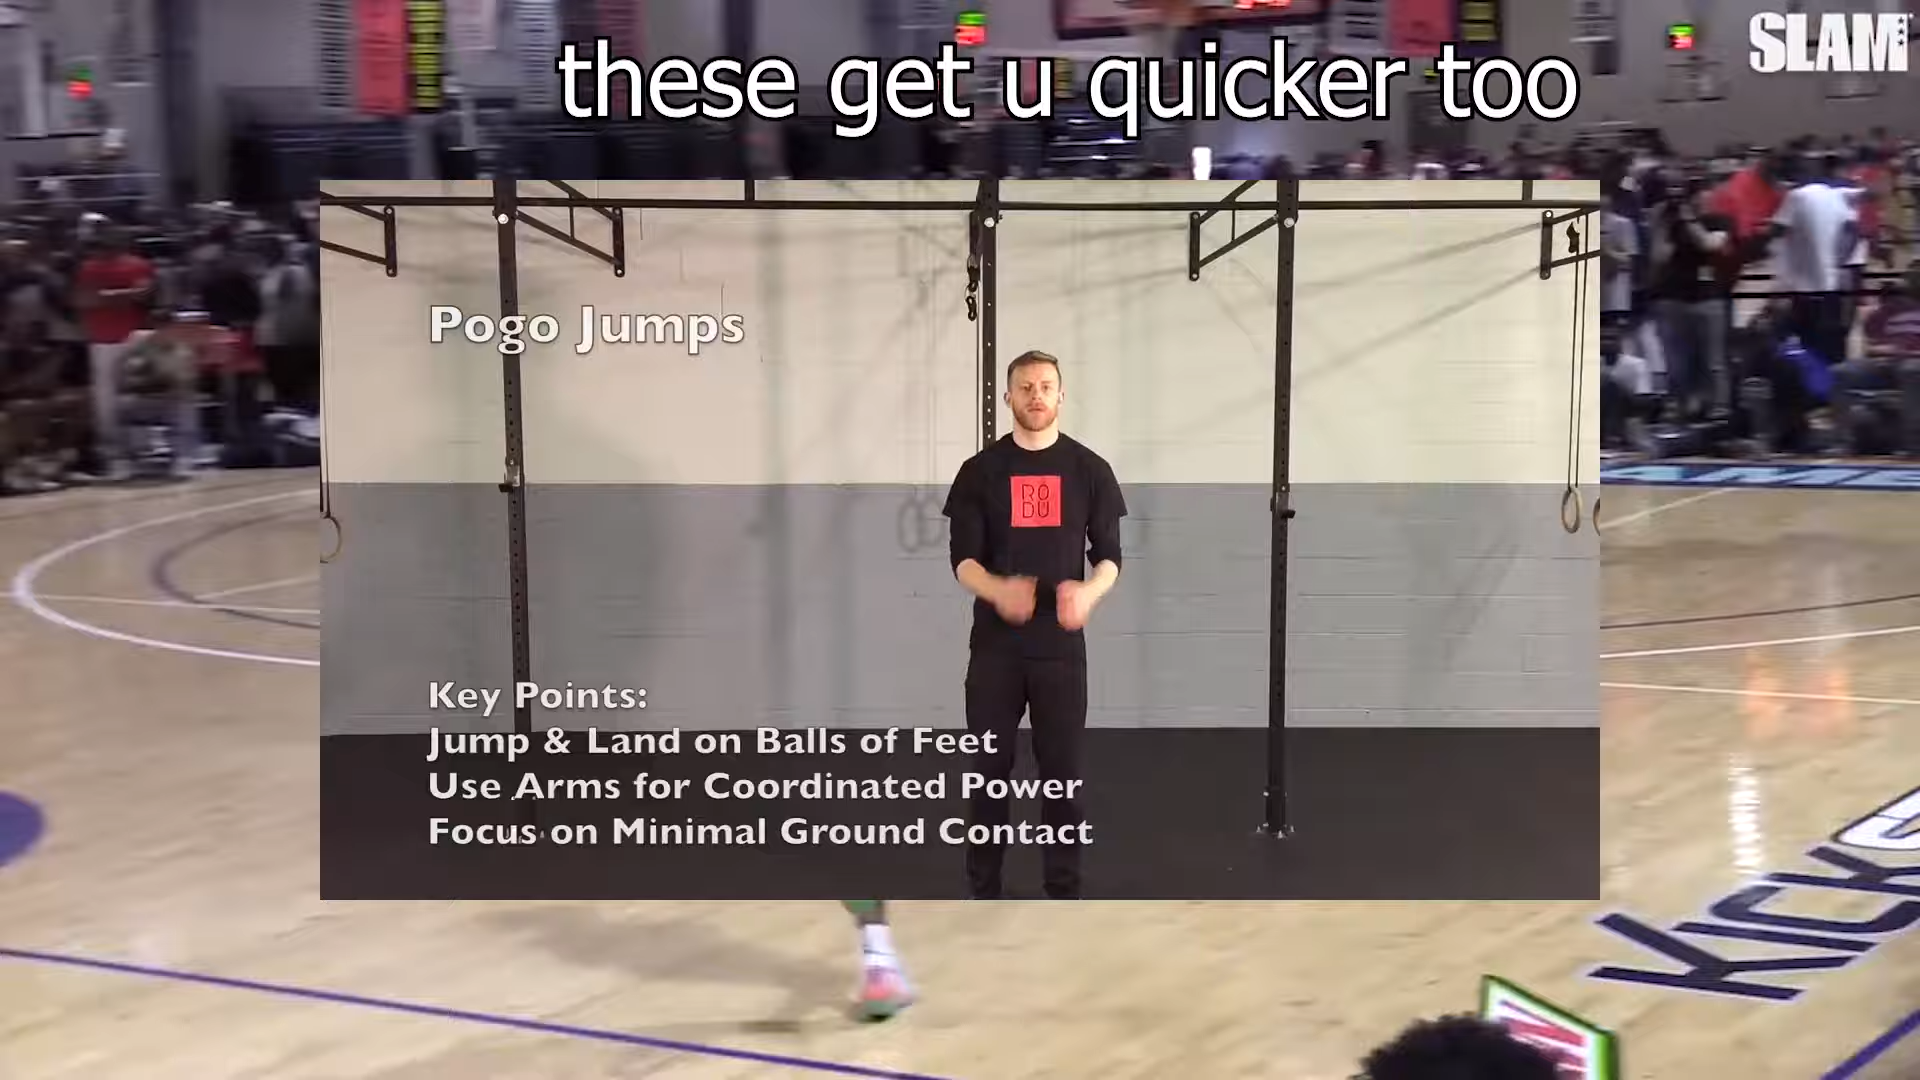 SLAM
these get u quicker too
Pogo Jumps
RO
DU
Key Points:
Jump & Land on Balls of Feet
Use Arms for Coordinated Power
Focus on Minimal Ground Contact